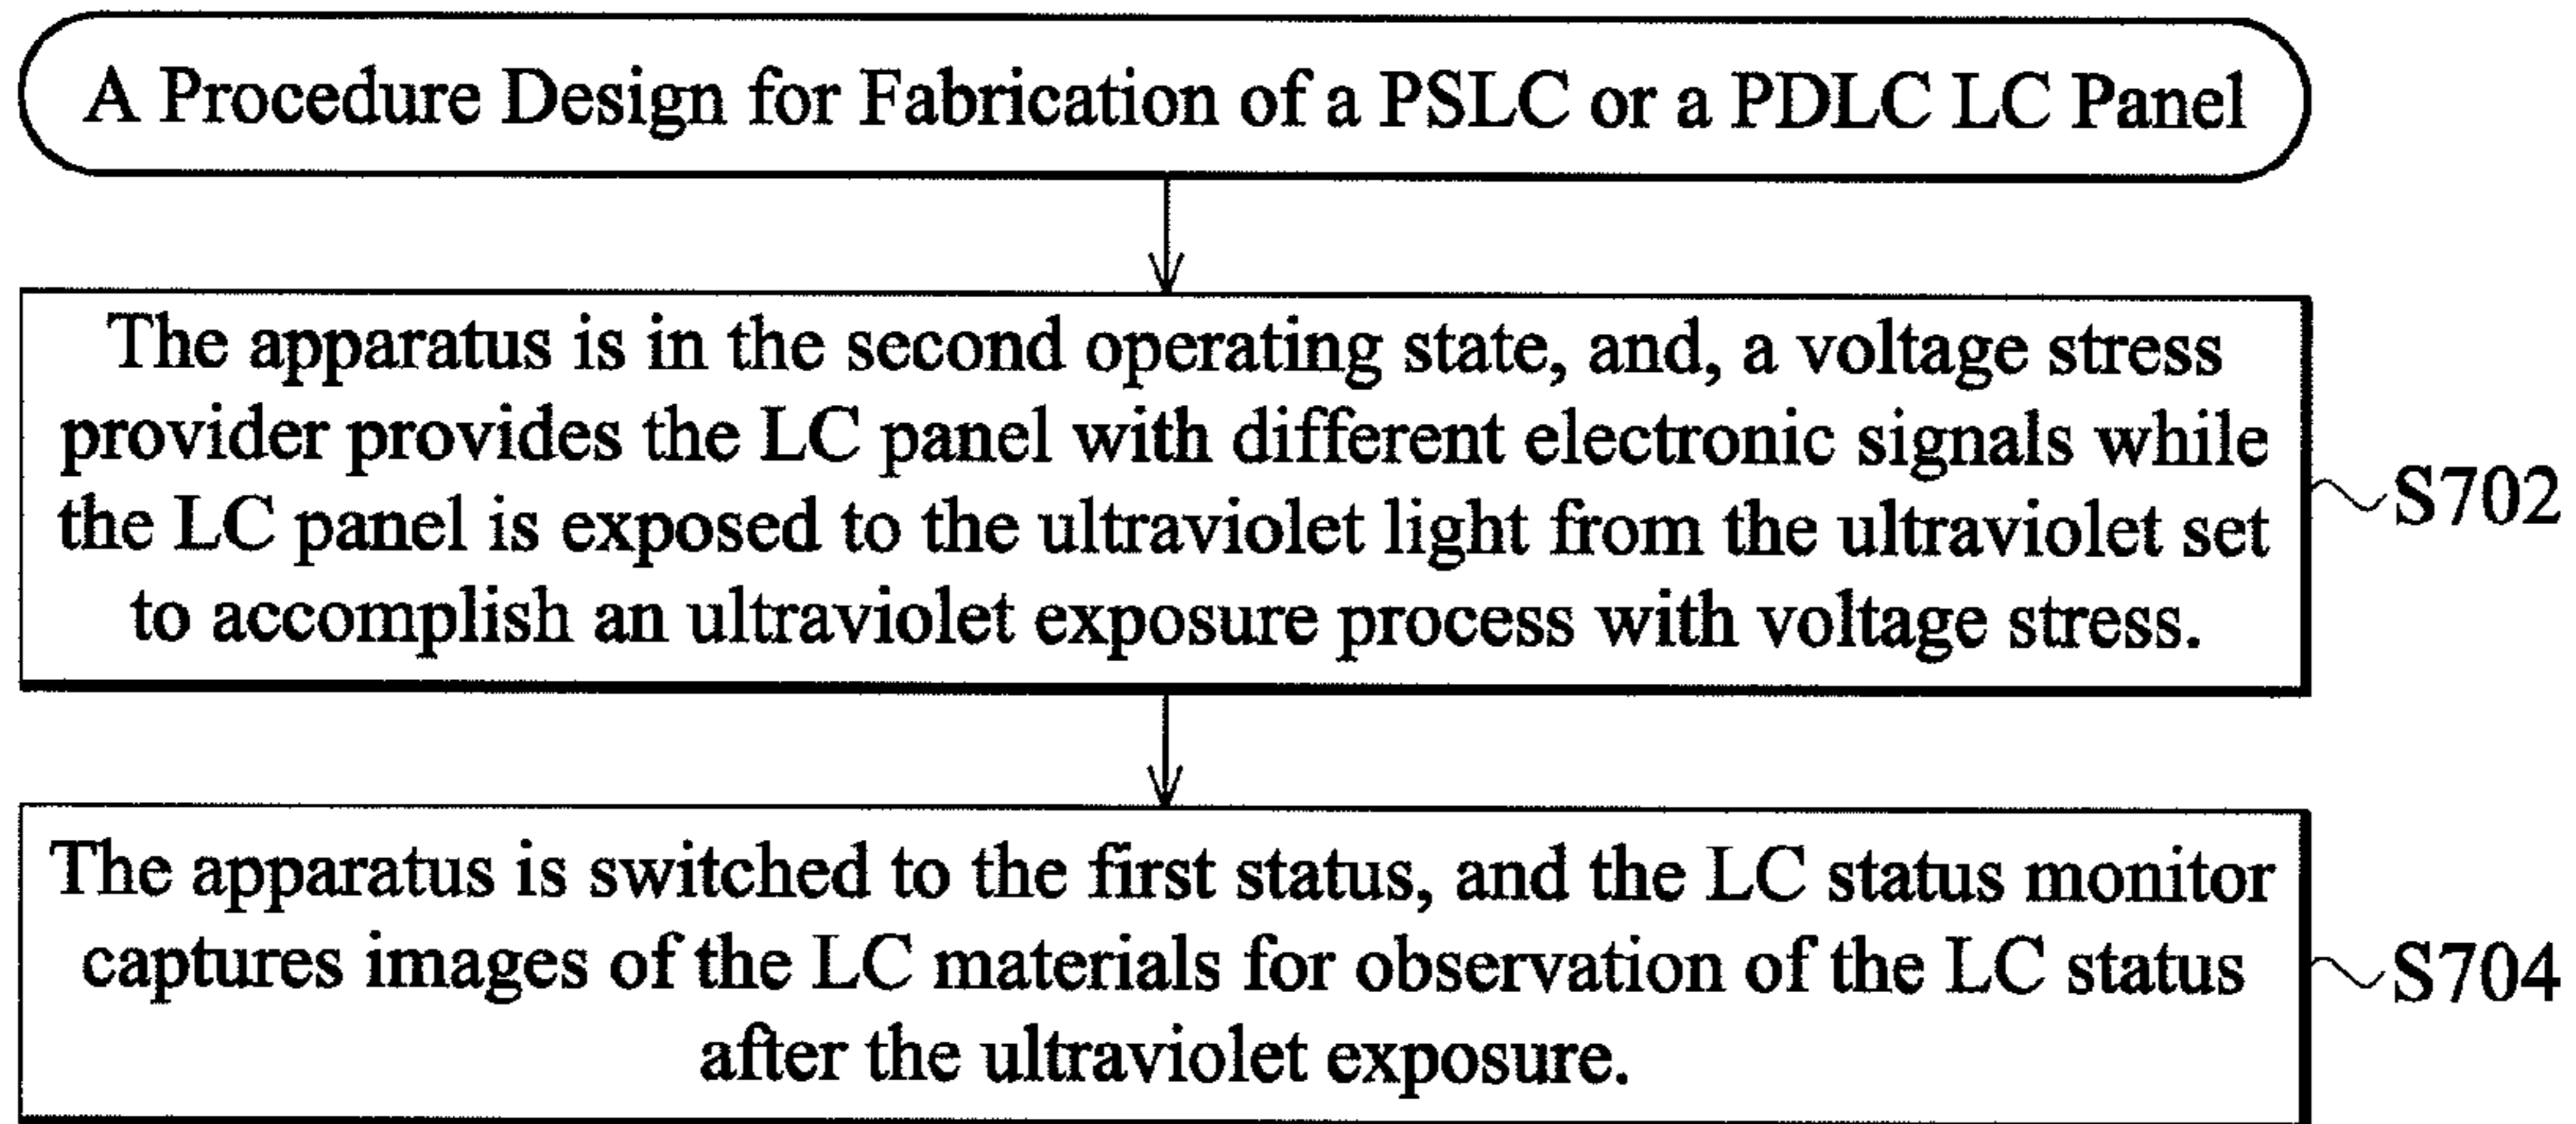 A Procedure Design for Fabrication of a PSLC or a PDLC LC Panel
The apparatus is in the second operating state, and, a voltage stress
provider provides the LC panel with different electronic signals while
the LC panel is exposed to the ultraviolet light from the ultraviolet set
to accomplish an ultraviolet exposure process with voltage stress.
S702
The apparatus is switched to the first status, and the LC status monitor
captures images of the LC materials for observation of the LC status
after the ultraviolet exposure.
S704